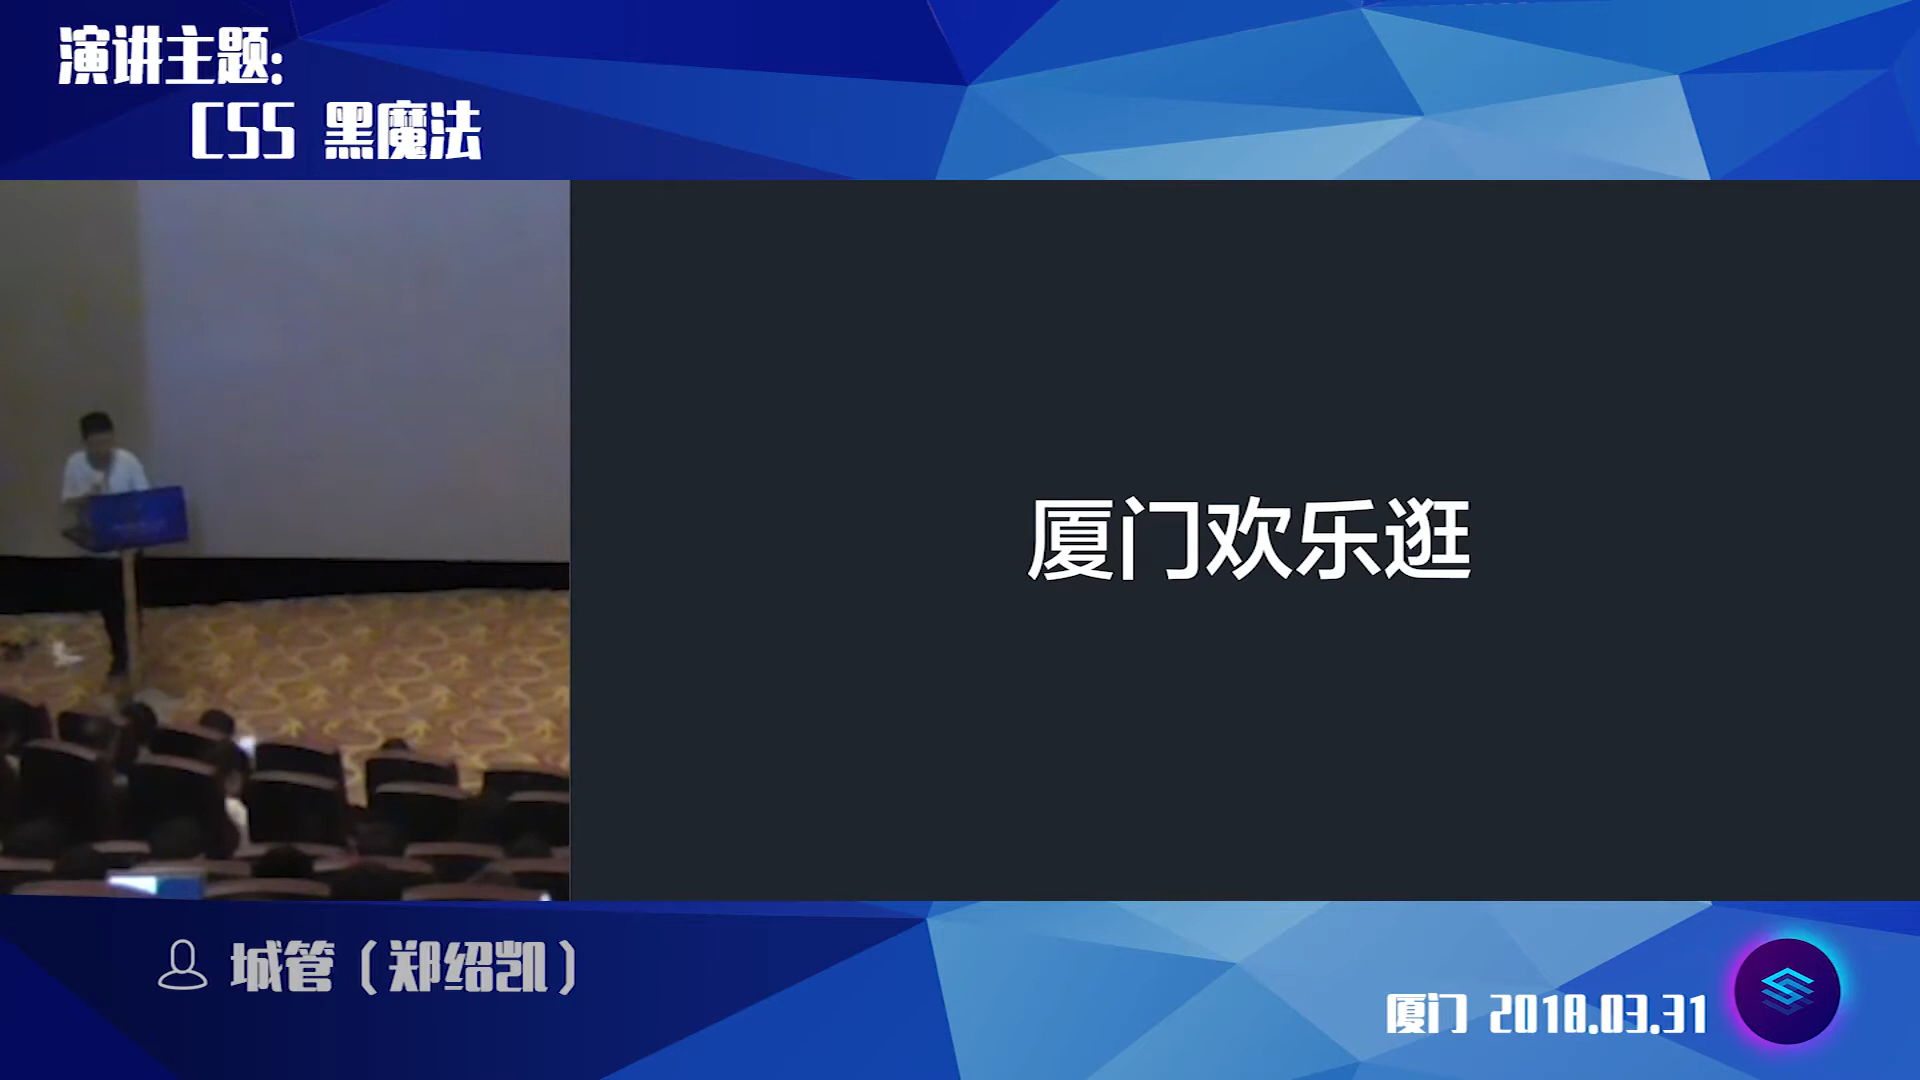 演讲主题:
CSS 黑魔法
厦门欢乐逛
城管（郑绍凯）
厦门 2018.03.31